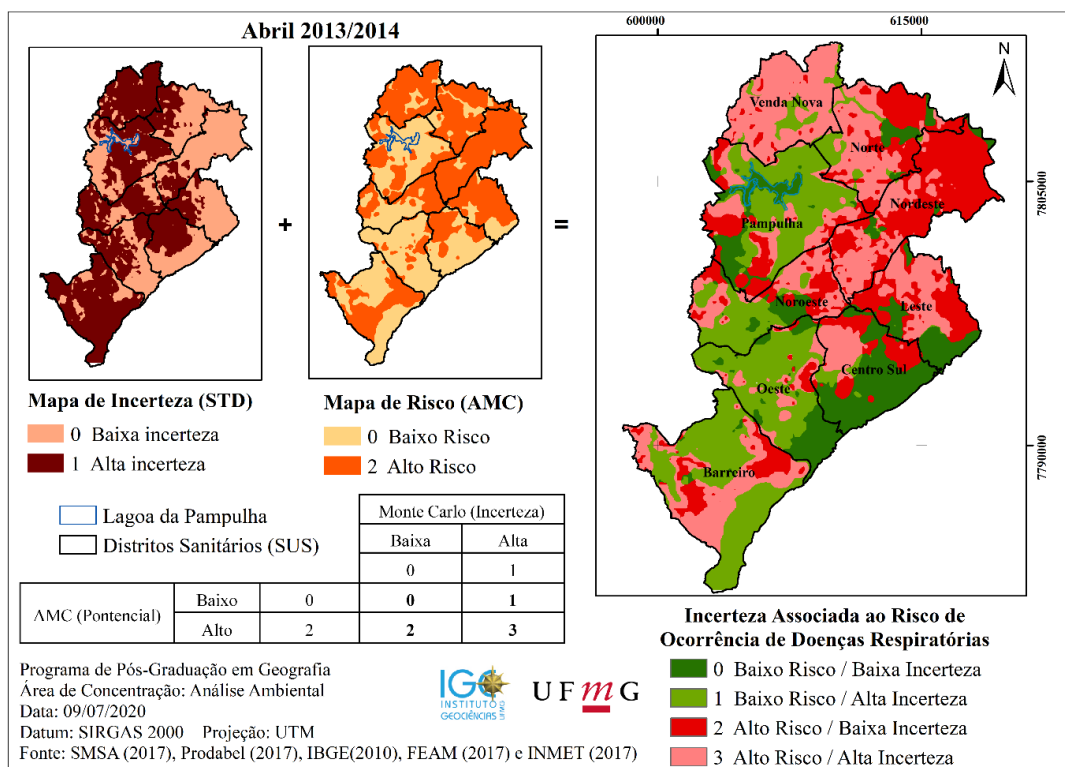 Abril 2013/2014
+
=
Mapa de Incerteza (STD)
0 Baixa incerteza
1 Alta incerteza
Mapa de Risco (AMC)
0 Baixo Risco
2 Alto Risco
Lagoa da Pampulha
Distritos Sanitários (SUS)
Monte Carlo (Incerteza)
Baixa Alta
0 1
AMC (Pontencial) Baixo 0 0 1
Alto 2 2 3
Programa de Pós-Graduação em Geografia
Área de Concentração: Análise Ambiental
Data: 09/07/2020
Datum: SIRGAS 2000 Projeção: UTM
Fonte: SMSA (2017), Prodabel (2017), IBGE(2010), FEAM (2017) e INMET (2017)
IGC
INSTITUTO
GEOCIÊNCIAS
UFMG
UFmG
600000 615000
N
Venda Nova
Norte
7805000
Nordeste
Pampulha
Noroeste
Leste
Centro Sul
Oeste
7790000
Barreiro
Incerteza Associada ao Risco de
Ocorrência de Doenças Respiratórias
0 Baixo Risco / Baixa Incerteza
1 Baixo Risco / Alta Incerteza
2 Alto Risco / Baixa Incerteza
3 Alto Risco / Alta Incerteza